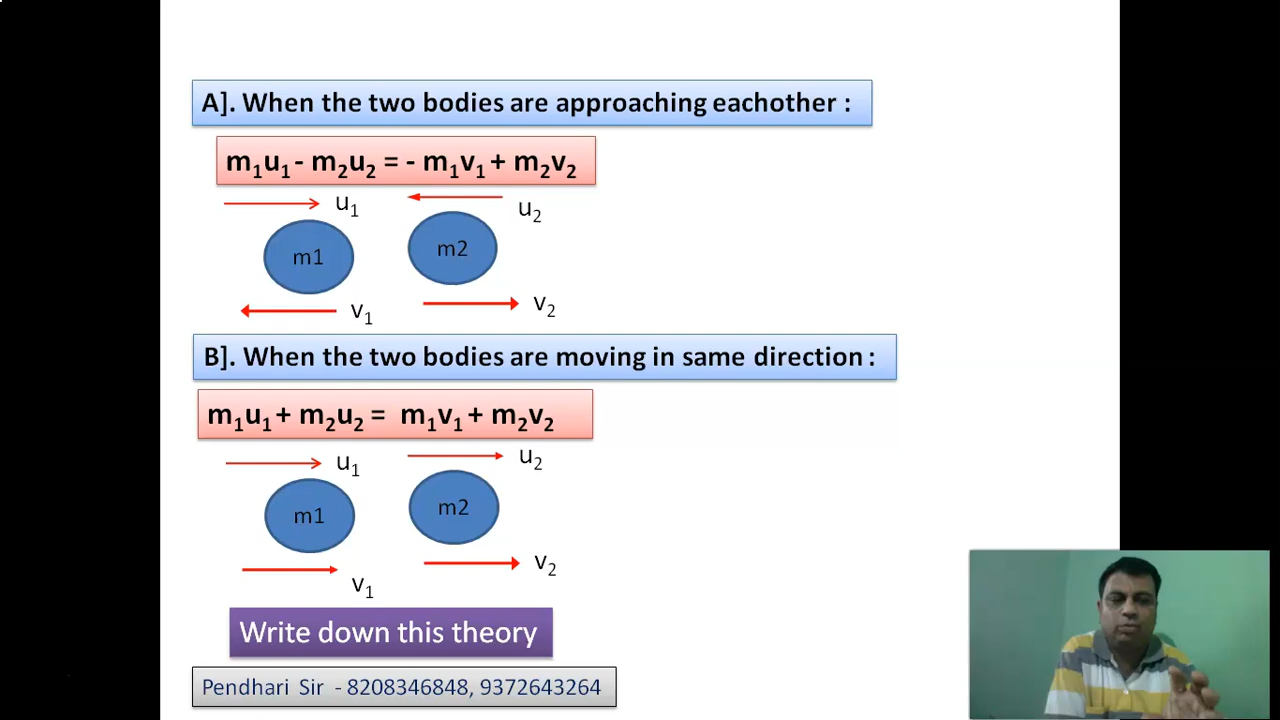 A]. When the two bodies are approaching eachother :
m₁u₁ - m₂u₂ = - m₁v₁ + m₂v₂
u₁
u₂
m1
m2
v₁
v₂
B]. When the two bodies are moving in same direction :
m₁u₁ + m₂u₂ = m₁v₁ + m₂v₂
u₁
u₂
m1
m2
v₁
v₂
Write down this theory
Pendhari Sir - 8208346848, 9372643264